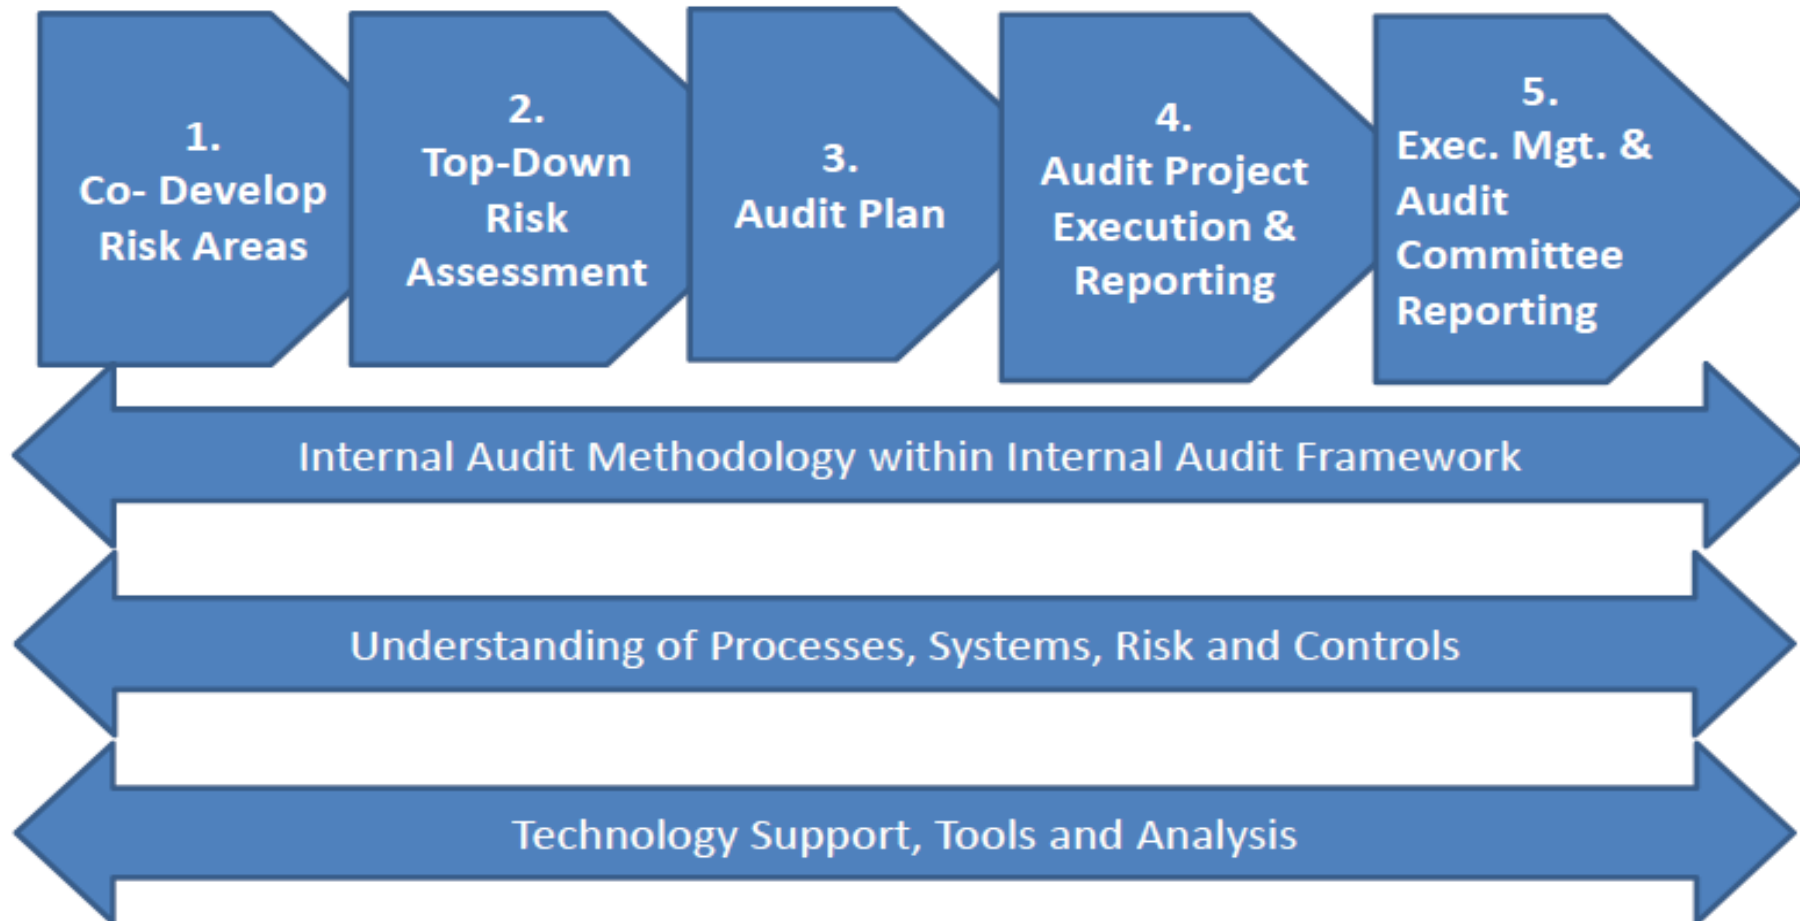 1.
Co- Develop
Risk Areas
2.
Top-Down
Risk
Assessment
3.
Audit Plan
4.
Audit Project
Execution &
Reporting
5.
Exec. Mgt. &
Audit
Committee
Reporting
Internal Audit Methodology within Internal Audit Framework
Understanding of Processes, Systems, Risk and Controls
Technology Support, Tools and Analysis